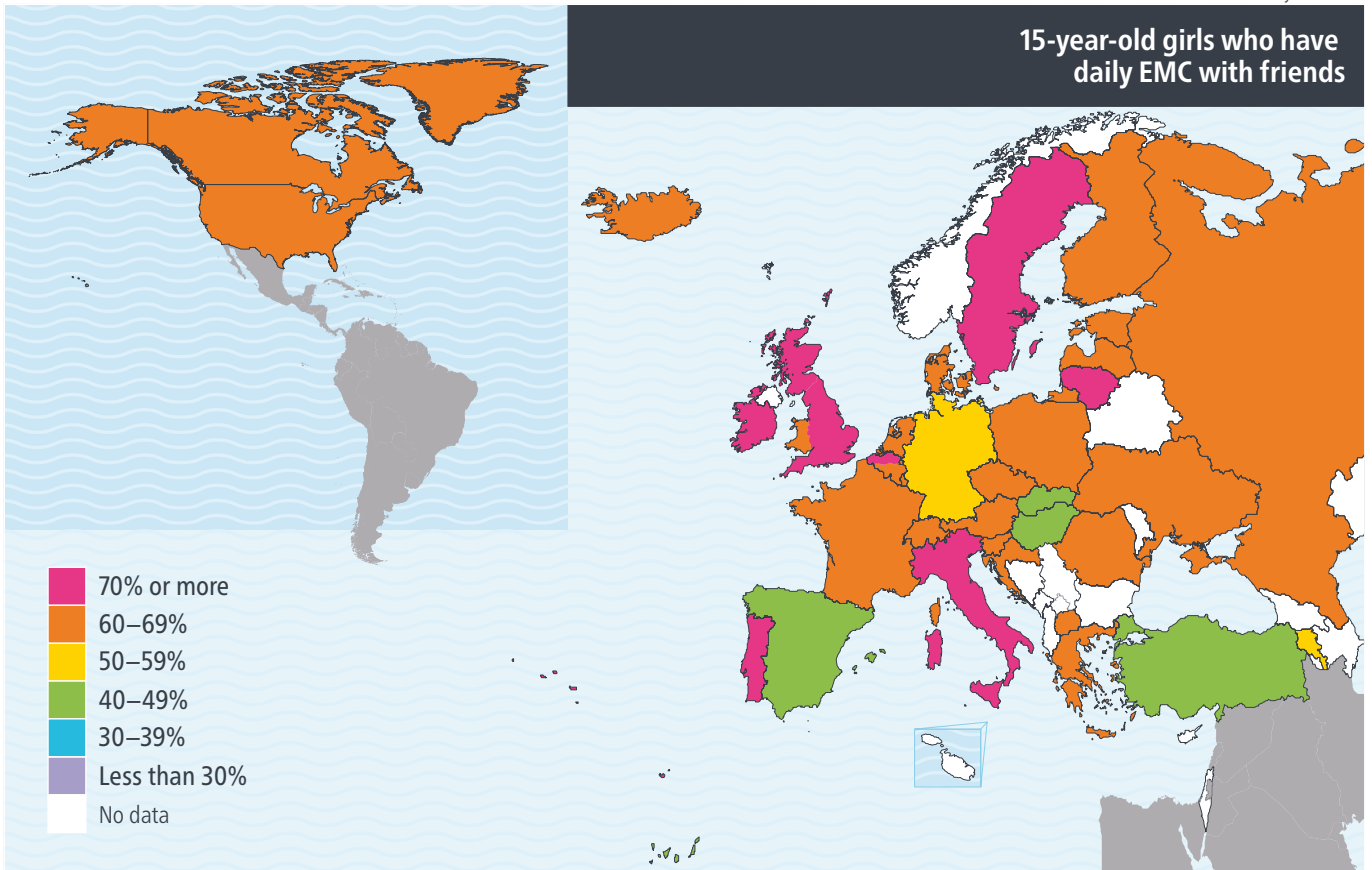 15-year-old girls who have
daily EMC with friends
70% or more
60–69%
50–59%
40–49%
30–39%
Less than 30%
No data